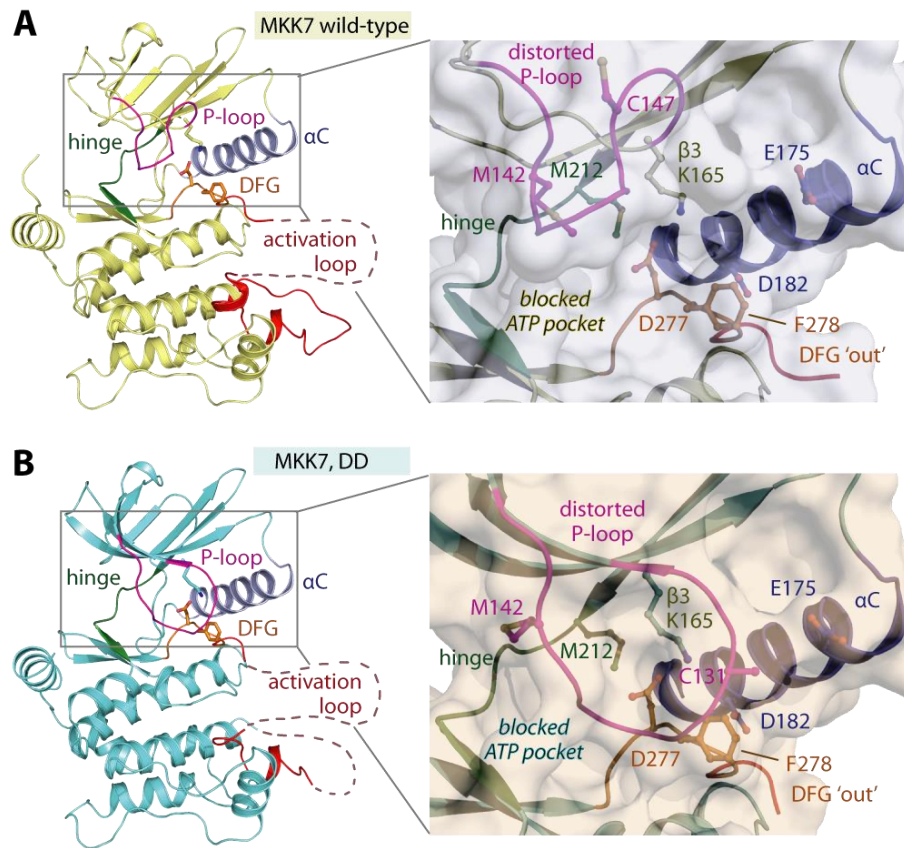 A
MKK7 wild-type
hinge
P-loop
αC
DFG
activation
loop
distorted
P-loop
C147
M142
M212
β3
K165
E175
αC
hinge
D182
blocked
ATP pocket
D277
F278
DFG ‘out’
B
MKK7, DD
hinge
P-loop
αC
DFG
activation
loop
distorted
P-loop
M142
β3
K165
E175
αC
hinge
M212
C131
D182
blocked
ATP pocket
D277
F278
DFG ‘out’